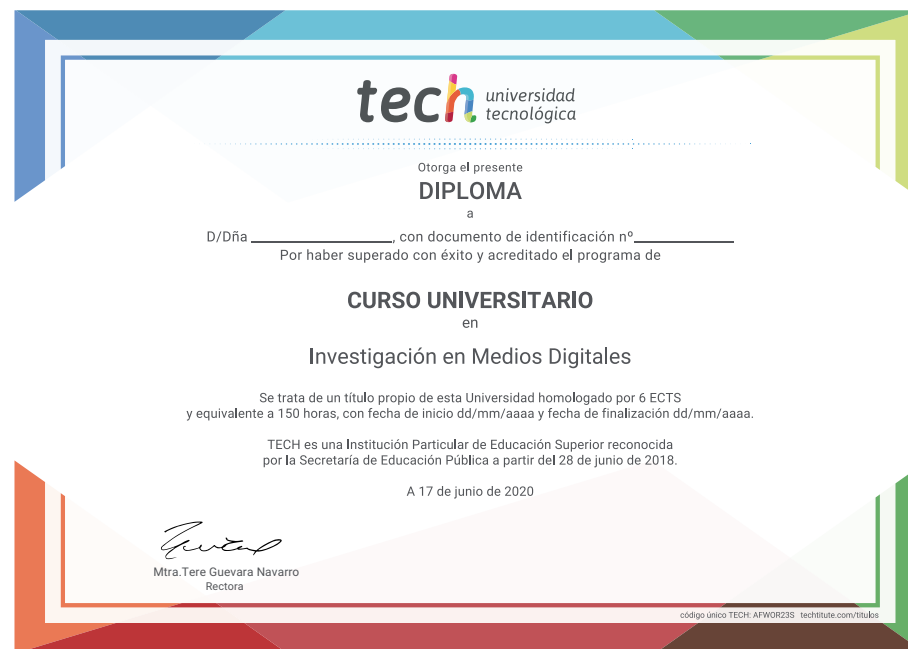 tech universidad
tecnológica
Otorga el presente
DIPLOMA
a
D/Dña ______________, con documento de identificación nº__________
Por haber superado con éxito y acreditado el programa de
CURSO UNIVERSITARIO
en
Investigación en Medios Digitales
Se trata de un título propio de esta Universidad homologado por 6 ECTS
y equivalente a 150 horas, con fecha de inicio dd/mm/aaaa y fecha de finalización dd/mm/aaaa.
TECH es una Institución Particular de Educación Superior reconocida
por la Secretaría de Educación Pública a partir del 28 de junio de 2018.
A 17 de junio de 2020
Mtra.Tere Guevara Navarro
Rectora
código único TECH: AFWOR23S techtitute.com/titulos